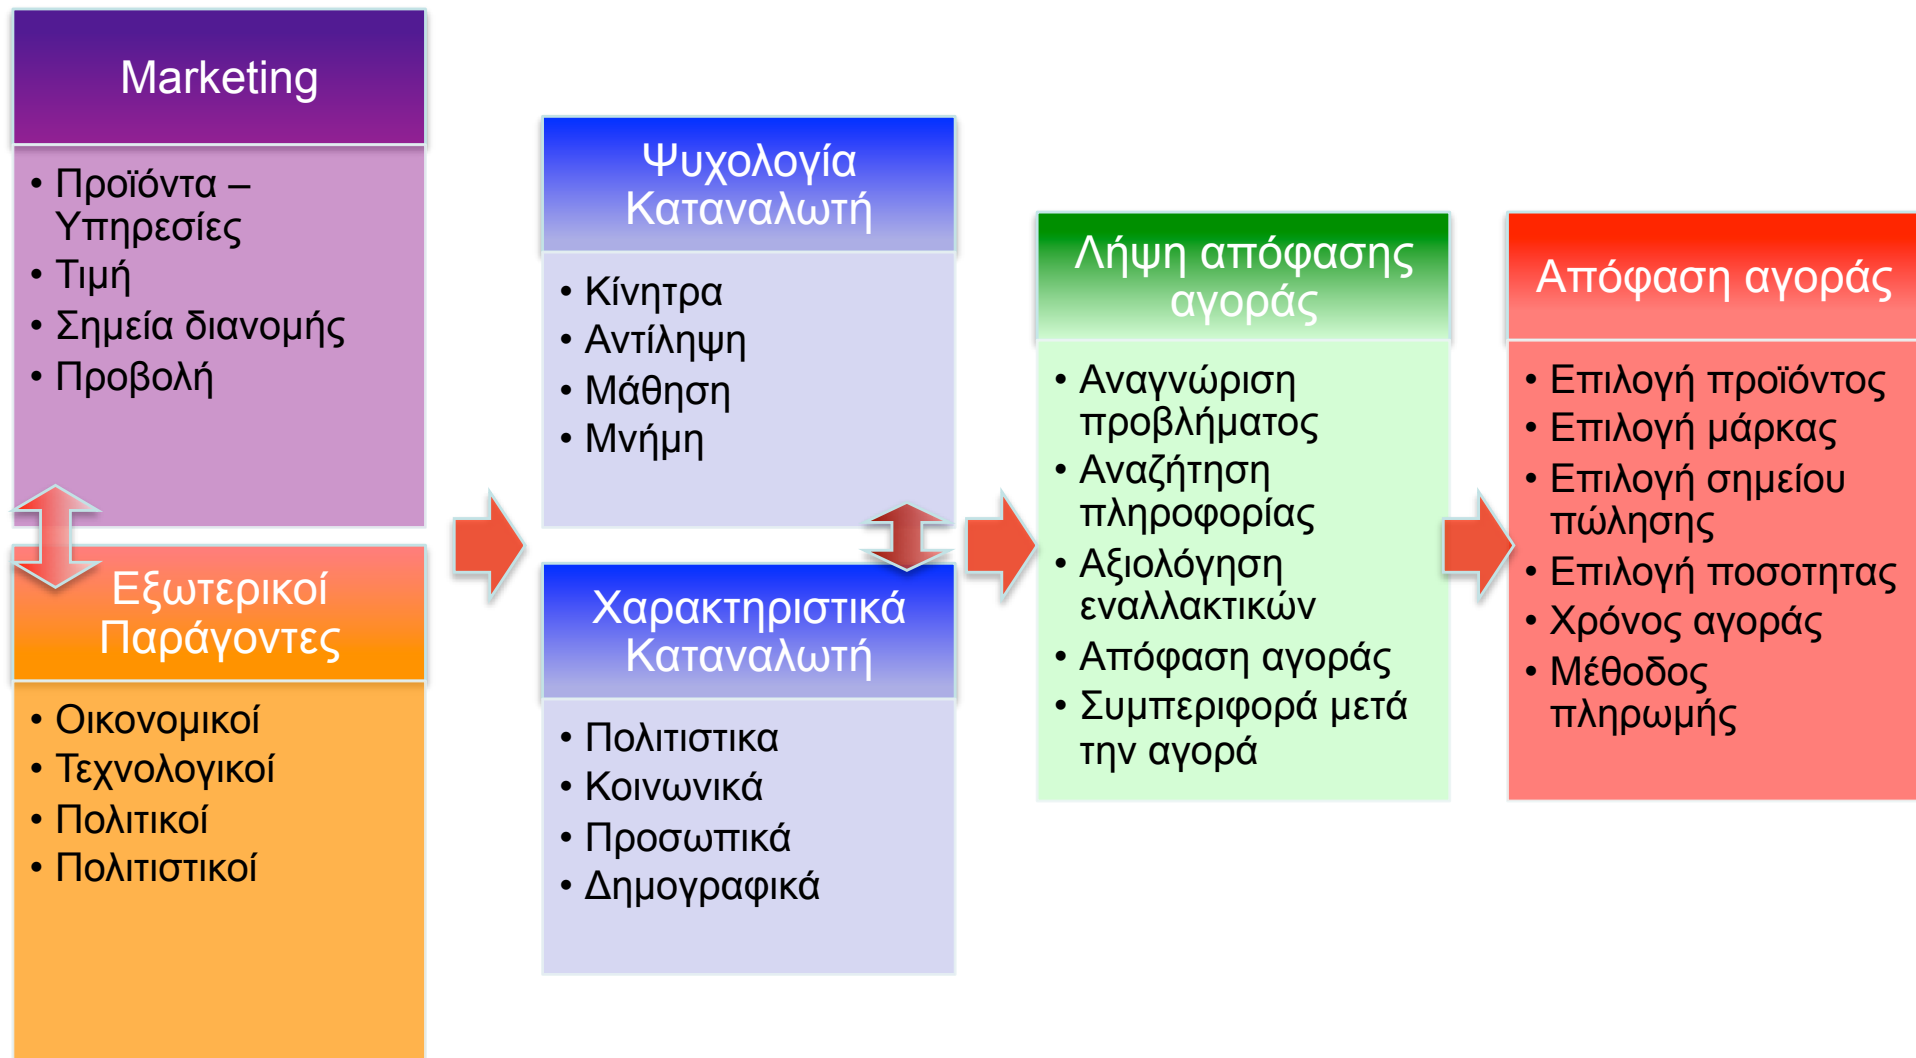 Marketing
• Προϊόντα –
Υπηρεσίες
• Τιμή
• Σημεία διανομής
• Προβολή
Εξωτερικοί
Παράγοντες
• Οικονομικοί
• Τεχνολογικοί
• Πολιτικοί
• Πολιτιστικοί
Ψυχολογία
Καταναλωτή
• Κίνητρα
• Αντίληψη
• Μάθηση
• Μνήμη
Χαρακτηριστικά
Καταναλωτή
• Πολιτιστικα
• Κοινωνικά
• Προσωπικά
• Δημογραφικά
Λήψη απόφασης
αγοράς
• Αναγνώριση
προβλήματος
• Αναζήτηση
πληροφορίας
• Αξιολόγηση
εναλλακτικών
• Απόφαση αγοράς
• Συμπεριφορά μετά
την αγορά
Απόφαση αγοράς
• Επιλογή προϊόντος
• Επιλογή μάρκας
• Επιλογή σημείου
πώλησης
• Επιλογή ποσοτητας
• Χρόνος αγοράς
• Μέθοδος
πληρωμής